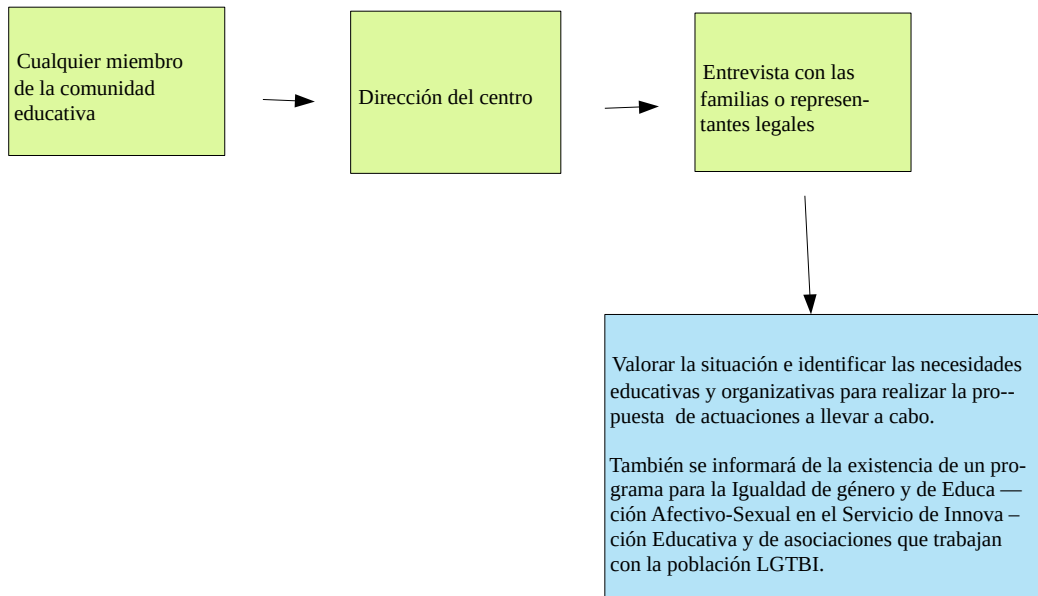 Cualquier miembro
de la comunidad
educativa
Dirección del centro
Entrevista con las
familias o represen-
tantes legales
Valorar la situación e identificar las necesidades
educativas y organizativas para realizar la pro--
puesta  de actuaciones a llevar a cabo.
También se informará de la existencia de un pro-
grama para la Igualdad de género y de Educa —
ción Afectivo-Sexual en el Servicio de Innova –
ción Educativa y de asociaciones que trabajan
con la población LGTBI.